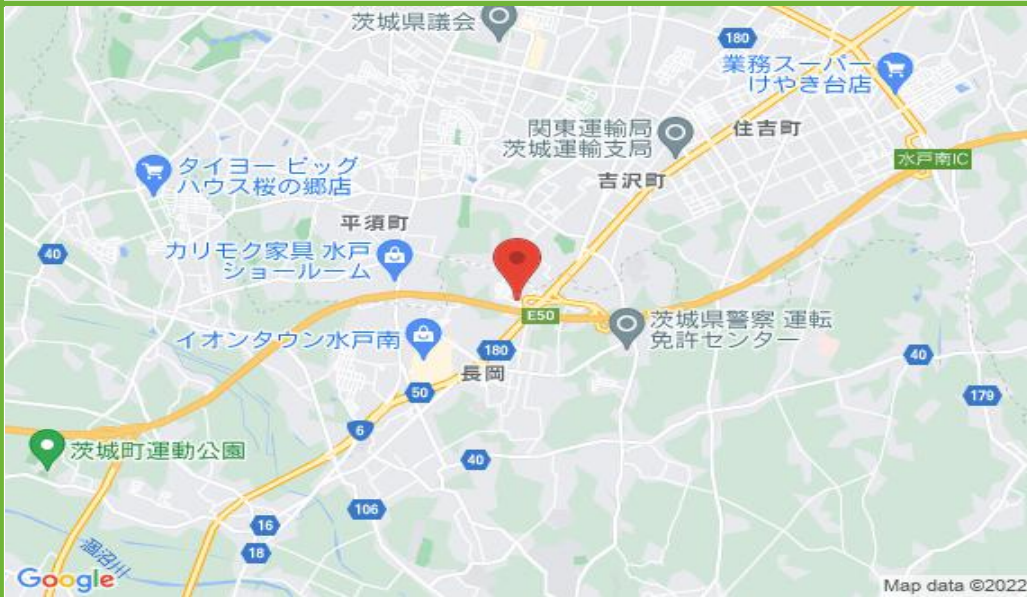 茨城県議会
180
業務スーパー
けやき台店
関東運輸局
茨城運輸支局
住吉町
水戸南IC
タイヨー ビッグ
ハウス桜の郷店
吉沢町
平須町
40
カリモク家具 水戸
ショールーム
E50
茨城県警察 運転
免許センター
イオンタウン水戸南
180
40
長岡
50
179
6
茨城町運動公園
40
106
16
18
涸沼川
Google
Map data ©2022